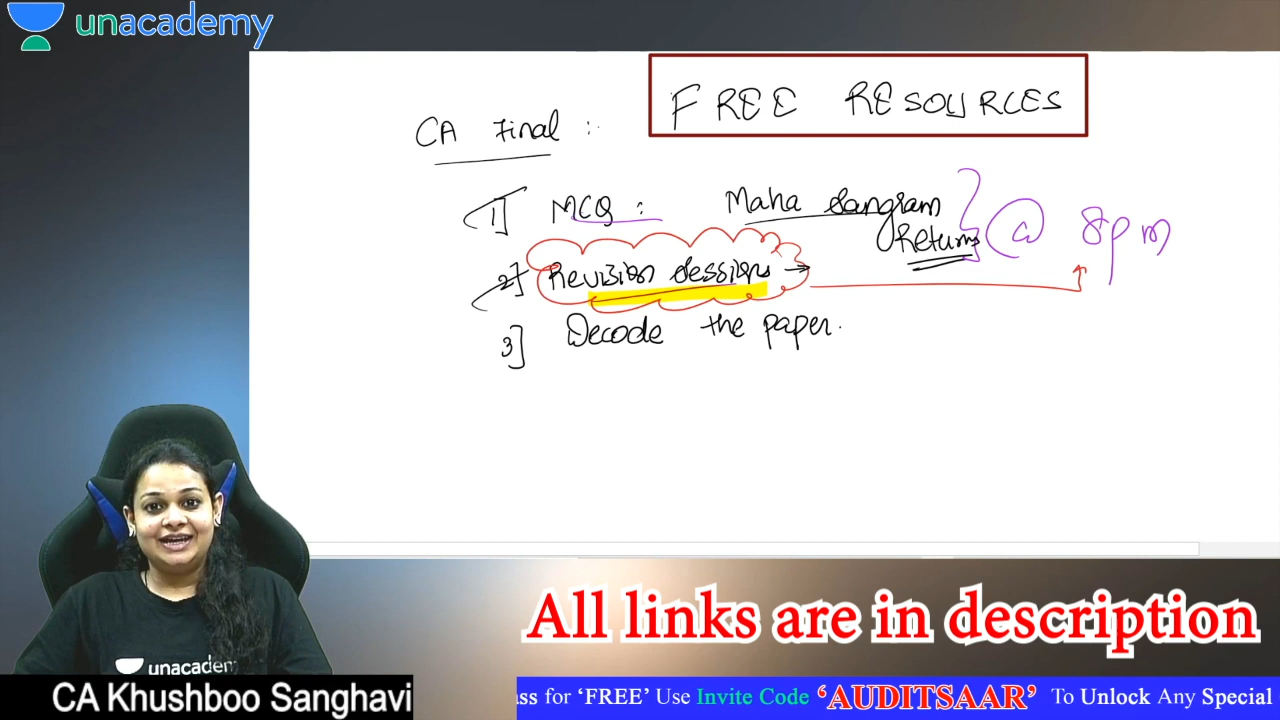 unacademy
FREE RESOURCES
CA Final :
1] MCQ : Maha Sangram
Returns @ 8pm
2] Revision sessions →
3] Decode the paper.
unacademy
All links are in description
CA Khushboo Sanghavi
ass for ‘FREE’ Use Invite Code ‘AUDITSAAR’ To Unlock Any Special